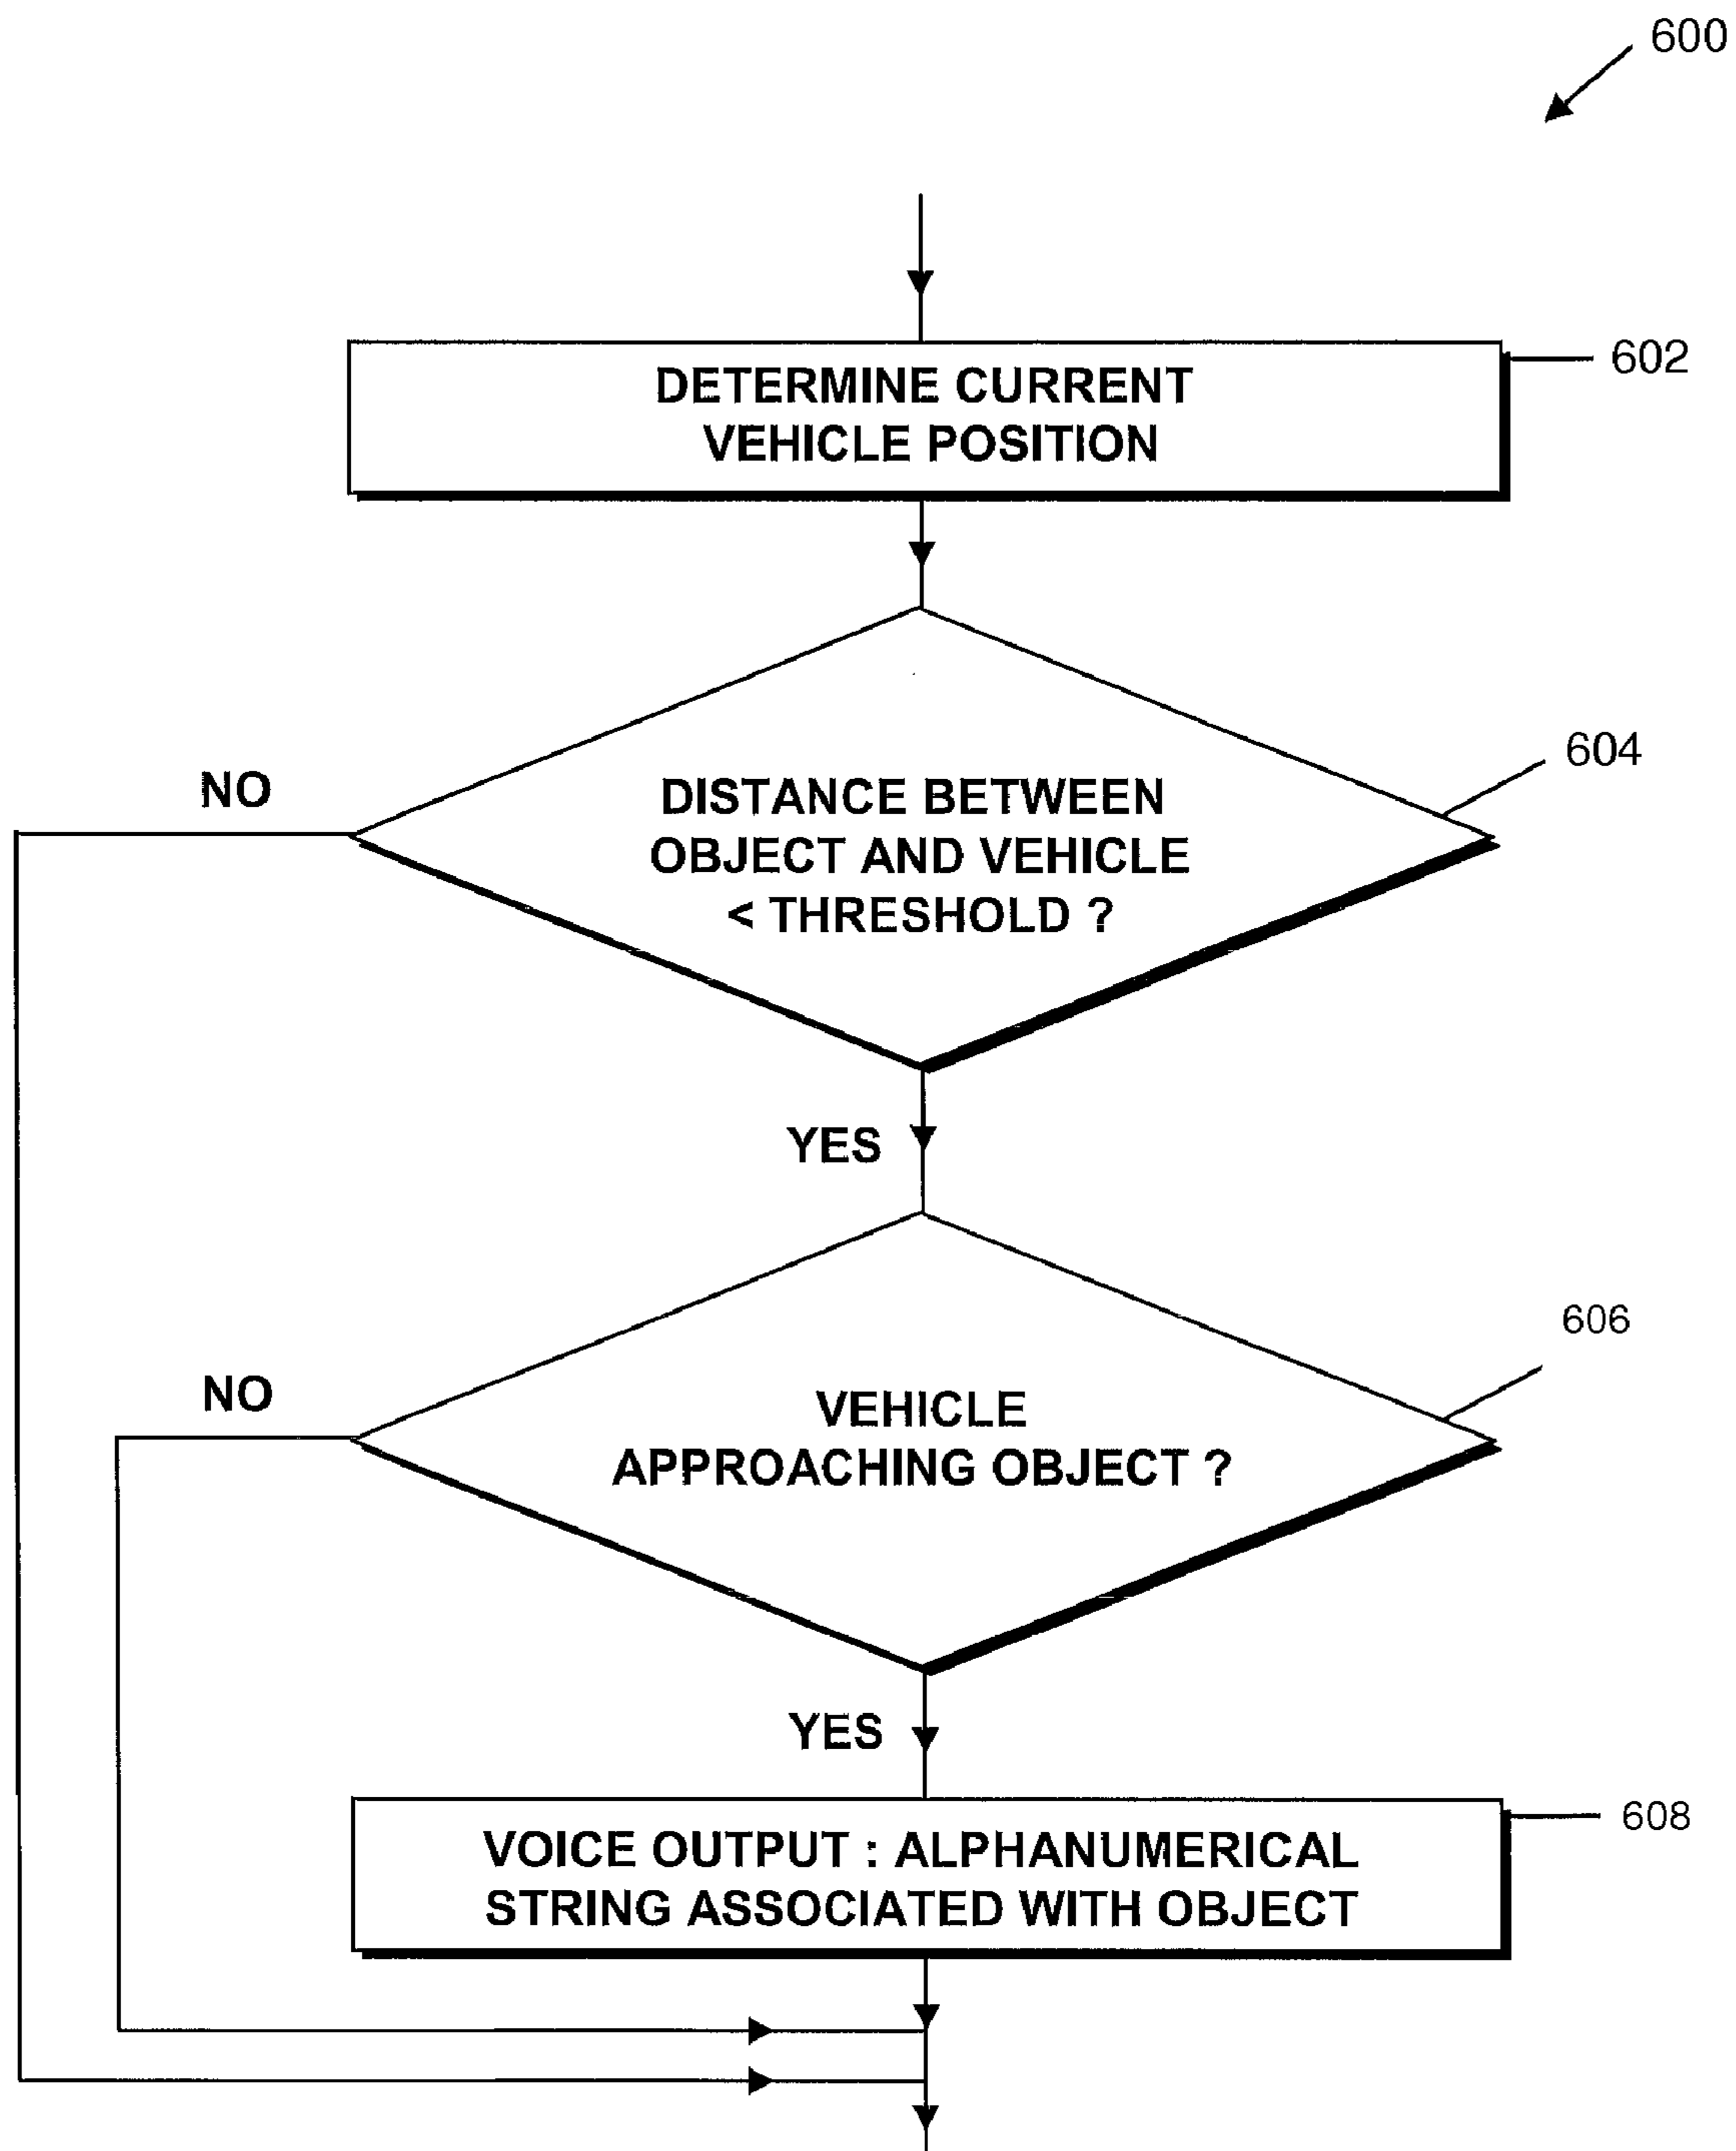 600
DETERMINE CURRENT
VEHICLE POSITION
602
NO
604
DISTANCE BETWEEN
OBJECT AND VEHICLE
< THRESHOLD ?
YES
606
NO
VEHICLE
APPROACHING OBJECT ?
YES
608
VOICE OUTPUT : ALPHANUMERICAL
STRING ASSOCIATED WITH OBJECT